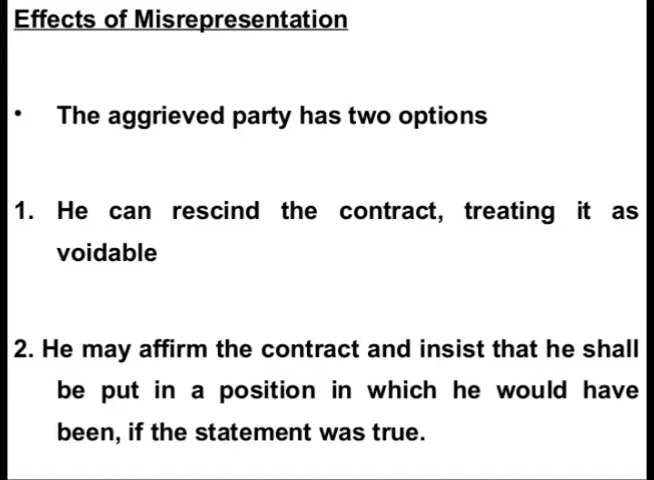 Effects of Misrepresentation
• The aggrieved party has two options
1. He can rescind the contract, treating it as
voidable
2. He may affirm the contract and insist that he shall
be put in a position in which he would have
been, if the statement was true.